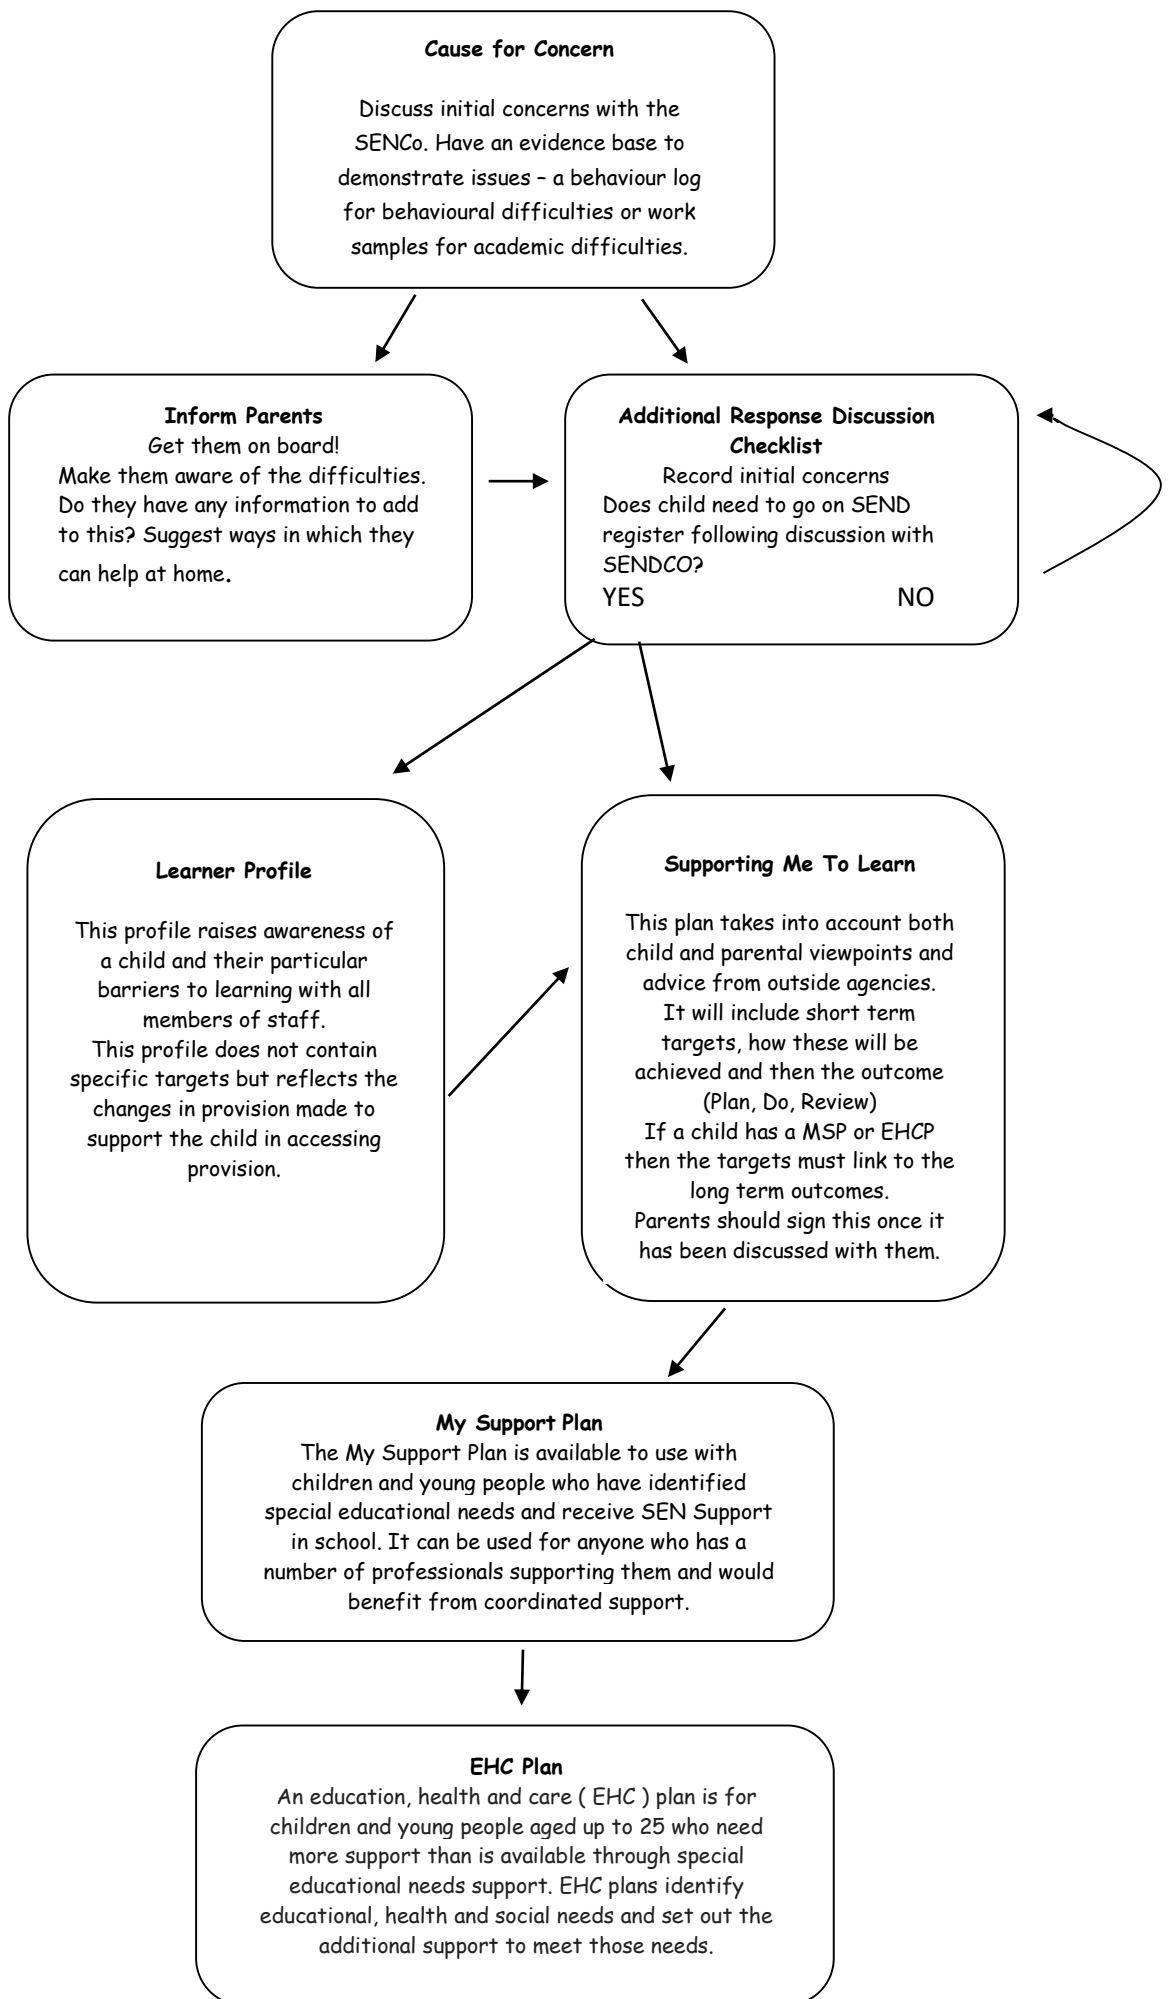 Cause for Concern
Discuss initial concerns with the
SENCo. Have an evidence base to
demonstrate issues – a behaviour log
for behavioural difficulties or work
samples for academic difficulties.
Inform Parents
Get them on board!
Make them aware of the difficulties.
Do they have any information to add
to this? Suggest ways in which they
can help at home.
Additional Response Discussion
Checklist
Record initial concerns
Does child need to go on SEND
register following discussion with
SENDCO?
YES NO
Learner Profile
This profile raises awareness of
a child and their particular
barriers to learning with all
members of staff.
This profile does not contain
specific targets but reflects the
changes in provision made to
support the child in accessing
provision.
Supporting Me To Learn
This plan takes into account both
child and parental viewpoints and
advice from outside agencies.
It will include short term
targets, how these will be
achieved and then the outcome
(Plan, Do, Review)
If a child has a MSP or EHCP
then the targets must link to the
long term outcomes.
Parents should sign this once it
has been discussed with them.
My Support Plan
The My Support Plan is available to use with
children and young people who have identified
special educational needs and receive SEN Support
in school. It can be used for anyone who has a
number of professionals supporting them and would
benefit from coordinated support.
EHC Plan
An education, health and care ( EHC ) plan is for
children and young people aged up to 25 who need
more support than is available through special
educational needs support. EHC plans identify
educational, health and social needs and set out the
additional support to meet those needs.